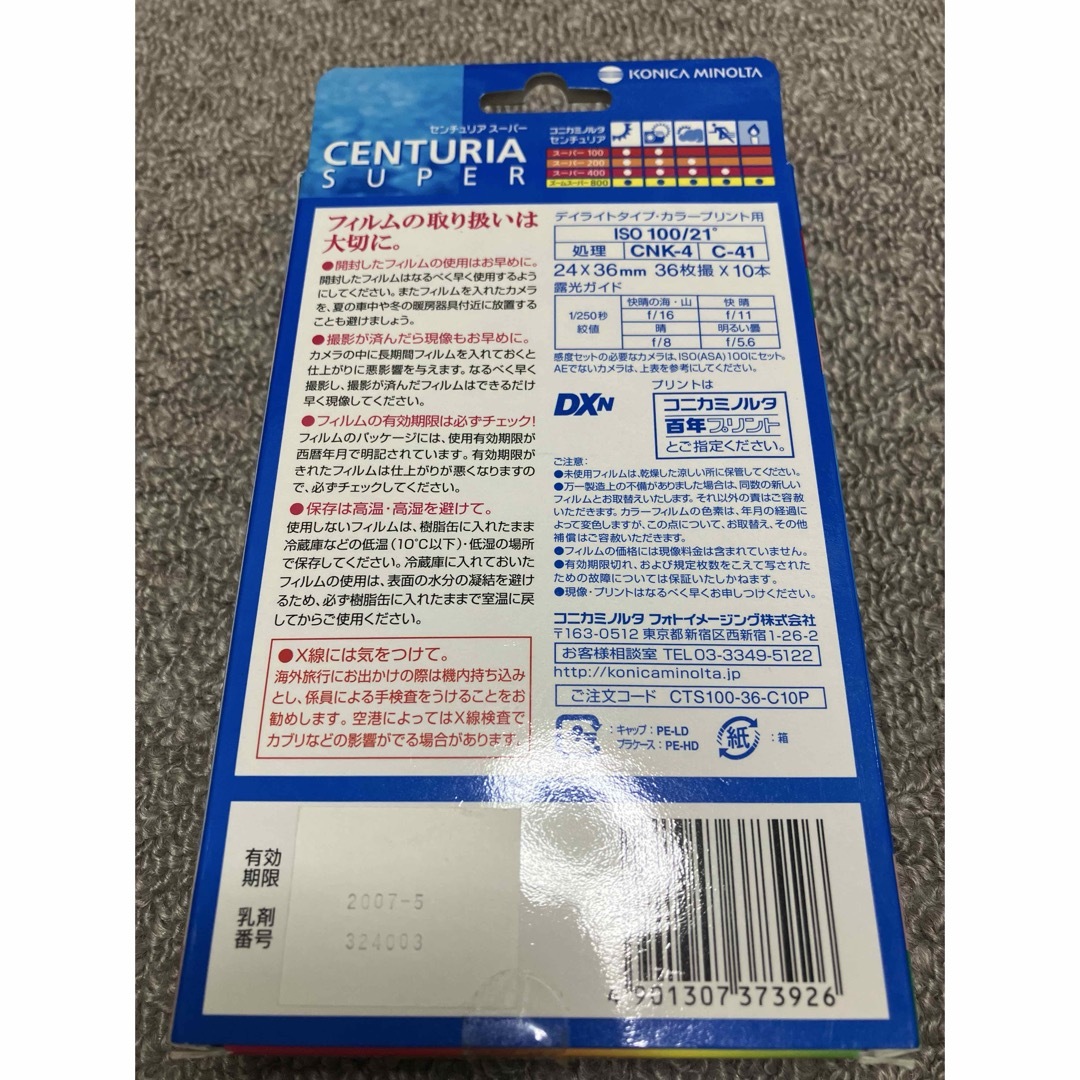 KONICA MINOLTA
センチュリア スーパー
CENTURIA
SUPER
コニカミノルタ
センチュリア
スーパー 100
スーパー 200
スーパー 400
ズームスーパー 800
フィルムの取り扱いは
大切に。
●開封したフィルムの使用はお早めに。
開封したフィルムはなるべく早く使用するよう
にしてください。またフィルムを入れたカメラ
を、夏の車中や冬の暖房器具付近に放置する
ことも避けましょう。
●撮影が済んだら現像もお早めに。
カメラの中に長期間フィルムを入れておくと
仕上がりに悪影響を与えます。なるべく早く
撮影し、撮影が済んだフィルムはできるだけ
早く現像してください。
●フィルムの有効期限は必ずチェック!
フィルムのパッケージには、使用有効期限が
西暦年月で明記されています。有効期限が
きれたフィルムは仕上がりが悪くなりますの
で、必ずチェックしてください。
●保存は高温・高湿を避けて。
使用しないフィルムは、樹脂缶に入れたまま
冷蔵庫などの低温(10℃以下)・低湿の場所
で保存してください。冷蔵庫に入れておいた
フィルムの使用は、表面の水分の凝結を避け
るため、必ず樹脂缶に入れたままで室温に戻
してからご使用ください。
●X線には気をつけて。
海外旅行にお出かけの際は機内持ち込み
とし、係員による手検査をうけることをお
勧めします。空港によってはX線検査で
カブリなどの影響がでる場合があります。
デイライトタイプ・カラープリント用
ISO 100/21°
処理 CNK-4 C-41
24×36mm 36枚撮×10本
露光ガイド
1/250秒
絞値
快晴の海・山 快晴
f/16 f/11
晴 明るい曇
f/8 f/5.6
感度セットの必要なカメラは、ISO(ASA)100にセット。
AEでないカメラは、上表を参考にしてください。
DXN
プリントは
コニカミノルタ
百年プリント
とご指定ください。
ご注意:
●未使用フィルムは、乾燥した涼しい所に保管してください。
●万一製造上の不備がありました場合は、同数の新しい
フィルムとお取替えいたします。それ以外の責はご容赦
いただきます。カラーフィルムの色素は、年月の経過に
よって変色しますが、この点について、お取替え、その他
補償はご容赦いただきます。
●フィルムの価格には現像料金は含まれていません。
●有効期限切れ、および規定枚数をこえて写された
ための故障については保証いたしかねます。
●現像・プリントはなるべく早くお申しつけください。
コニカミノルタ フォトイメージング株式会社
〒163-0512 東京都新宿区西新宿1-26-2
お客様相談室 TEL 03-3349-5122
http://konicaminolta.jp
ご注文コード CTS100-36-C10P
:キャップ:PE-LD
プラケース:PE-HD
紙
:箱
有効
期限
2007-5
乳剤
番号
324003
4 901307 373926